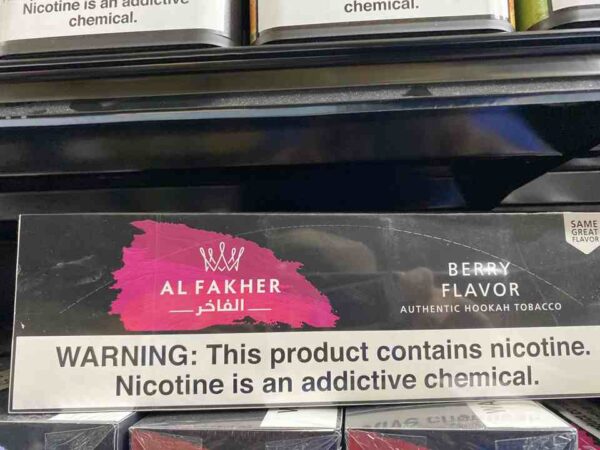 Nicotine is an addictive
chemical.
chemical.
SAME
GREAT
FLAVOR
AL FAKHER
الفاخر
BERRY
FLAVOR
AUTHENTIC HOOKAH TOBACCO
WARNING: This product contains nicotine.
Nicotine is an addictive chemical.